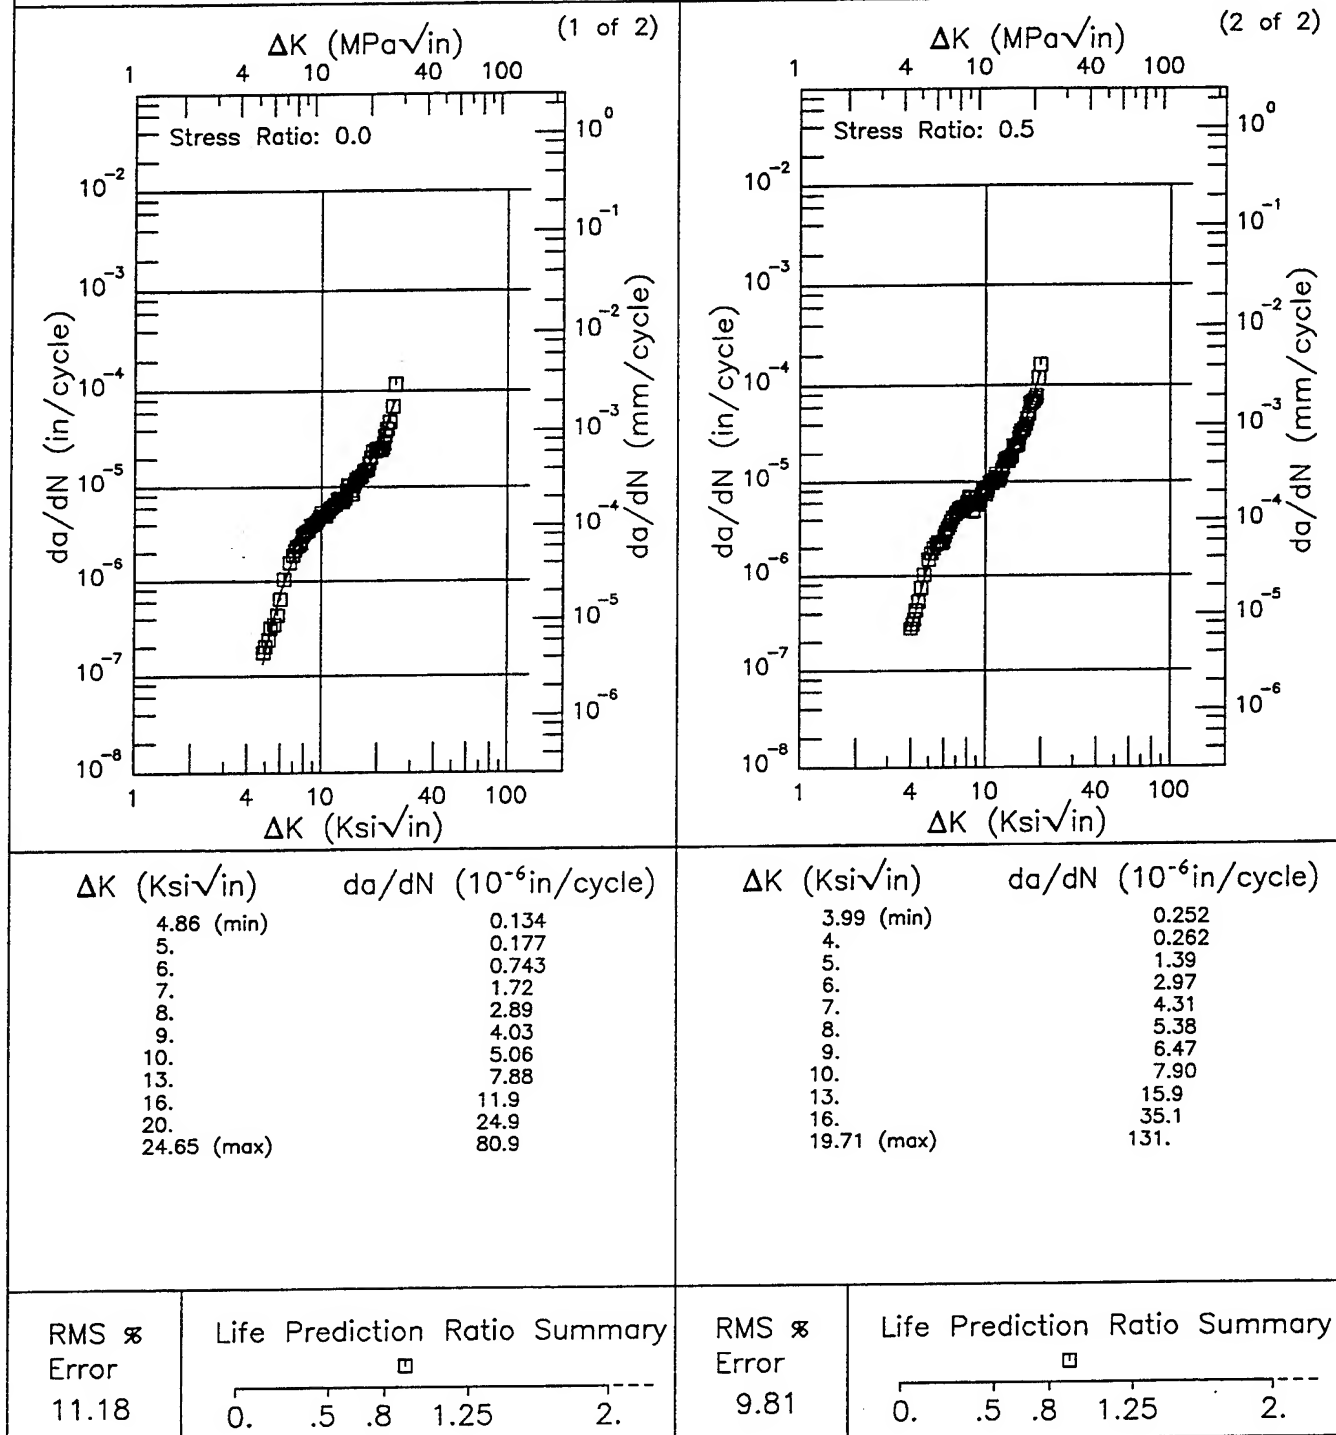 (1 of 2)
ΔK (MPa√in)
1 4 10 40 100
Stress Ratio: 0.0
10⁰
10⁻²
10⁻¹
10⁻³
10⁻²
10⁻⁴
10⁻³
10⁻⁵
10⁻⁴
10⁻⁶
10⁻⁵
10⁻⁷
10⁻⁶
10⁻⁸
da/dN (in/cycle)
da/dN (mm/cycle)
1 4 10 40 100
ΔK (Ksi√in)
ΔK (Ksi√in) da/dN (10⁻⁶in/cycle)
4.86 (min) 0.134
5. 0.177
6. 0.743
7. 1.72
8. 2.89
9. 4.03
10. 5.06
13. 7.88
16. 11.9
20. 24.9
24.65 (max) 80.9
RMS %
Error
11.18
Life Prediction Ratio Summary
0. .5 .8 1.25 2.
(2 of 2)
ΔK (MPa√in)
1 4 10 40 100
Stress Ratio: 0.5
10⁰
10⁻²
10⁻¹
10⁻³
10⁻²
10⁻⁴
10⁻³
10⁻⁵
10⁻⁴
10⁻⁶
10⁻⁵
10⁻⁷
10⁻⁶
10⁻⁸
da/dN (in/cycle)
da/dN (mm/cycle)
1 4 10 40 100
ΔK (Ksi√in)
ΔK (Ksi√in) da/dN (10⁻⁶in/cycle)
3.99 (min) 0.252
4. 0.262
5. 1.39
6. 2.97
7. 4.31
8. 5.38
9. 6.47
10. 7.90
13. 15.9
16. 35.1
19.71 (max) 131.
RMS %
Error
9.81
Life Prediction Ratio Summary
0. .5 .8 1.25 2.